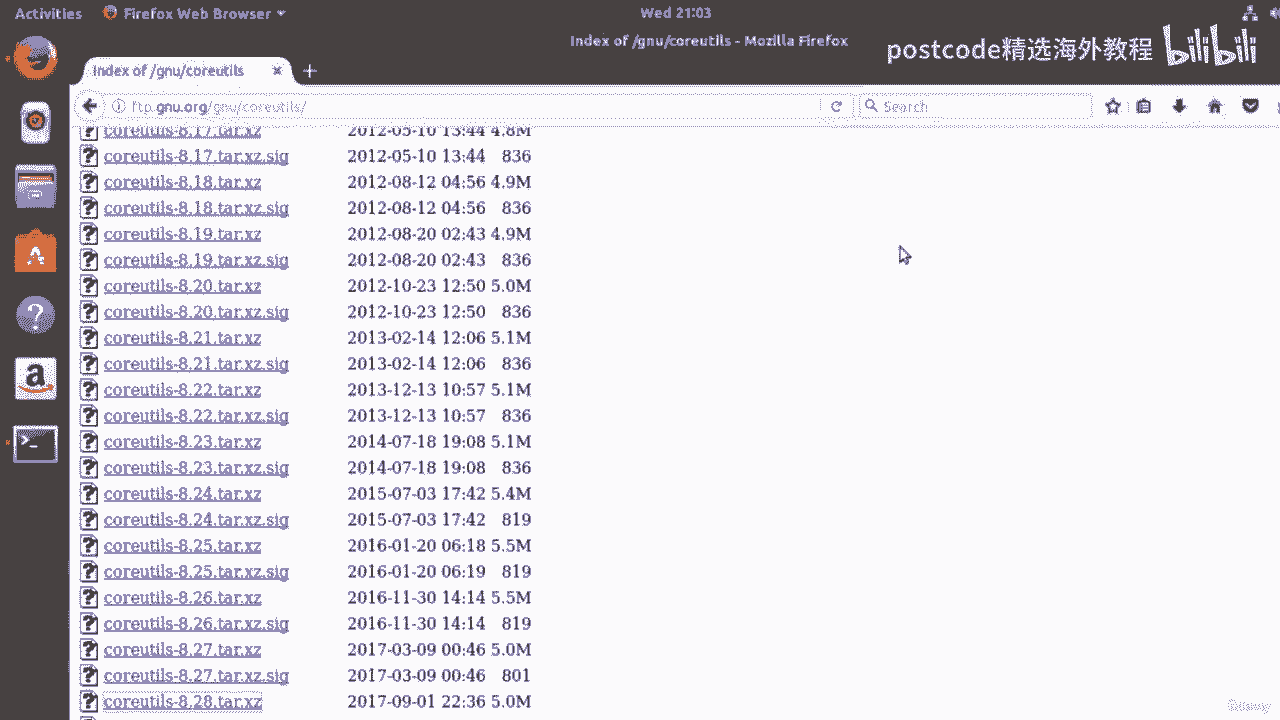 Activities Firefox Web Browser Wed 21:03
Index of /gnu/coreutils - Mozilla Firefox
postcode精选海外教程 bilibili
Index of /gnu/coreutils
ftp.gnu.org/gnu/coreutils/ Search
coreutils-8.17.tar.xz 2012-05-10 13:44 4.8M
coreutils-8.17.tar.xz.sig 2012-05-10 13:44 836
coreutils-8.18.tar.xz 2012-08-12 04:56 4.9M
coreutils-8.18.tar.xz.sig 2012-08-12 04:56 836
coreutils-8.19.tar.xz 2012-08-20 02:43 4.9M
coreutils-8.19.tar.xz.sig 2012-08-20 02:43 836
coreutils-8.20.tar.xz 2012-10-23 12:50 5.0M
coreutils-8.20.tar.xz.sig 2012-10-23 12:50 836
coreutils-8.21.tar.xz 2013-02-14 12:06 5.1M
coreutils-8.21.tar.xz.sig 2013-02-14 12:06 836
coreutils-8.22.tar.xz 2013-12-13 10:57 5.1M
coreutils-8.22.tar.xz.sig 2013-12-13 10:57 836
coreutils-8.23.tar.xz 2014-07-18 19:08 5.1M
coreutils-8.23.tar.xz.sig 2014-07-18 19:08 836
coreutils-8.24.tar.xz 2015-07-03 17:42 5.4M
coreutils-8.24.tar.xz.sig 2015-07-03 17:42 819
coreutils-8.25.tar.xz 2016-01-20 06:18 5.5M
coreutils-8.25.tar.xz.sig 2016-01-20 06:19 819
coreutils-8.26.tar.xz 2016-11-30 14:14 5.5M
coreutils-8.26.tar.xz.sig 2016-11-30 14:14 819
coreutils-8.27.tar.xz 2017-03-09 00:46 5.0M
coreutils-8.27.tar.xz.sig 2017-03-09 00:46 801
coreutils-8.28.tar.xz 2017-09-01 22:36 5.0M
Udemy